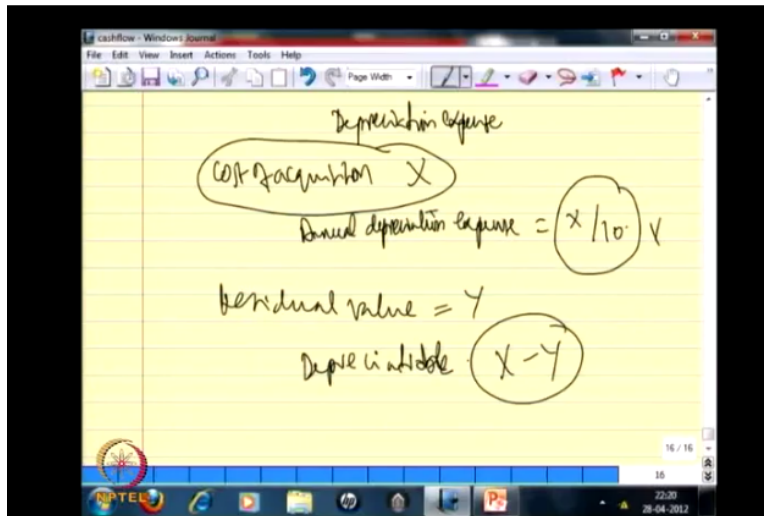 cashflow - Windows Journal
File Edit View Insert Actions Tools Help
Page Width
Depreciation expense
cost of acquisition X
Annual depreciation expense = X/10 Y
Residual value = Y
Depreciatable X - Y
16 / 16
16
NPTEL
22:20
28-04-2012